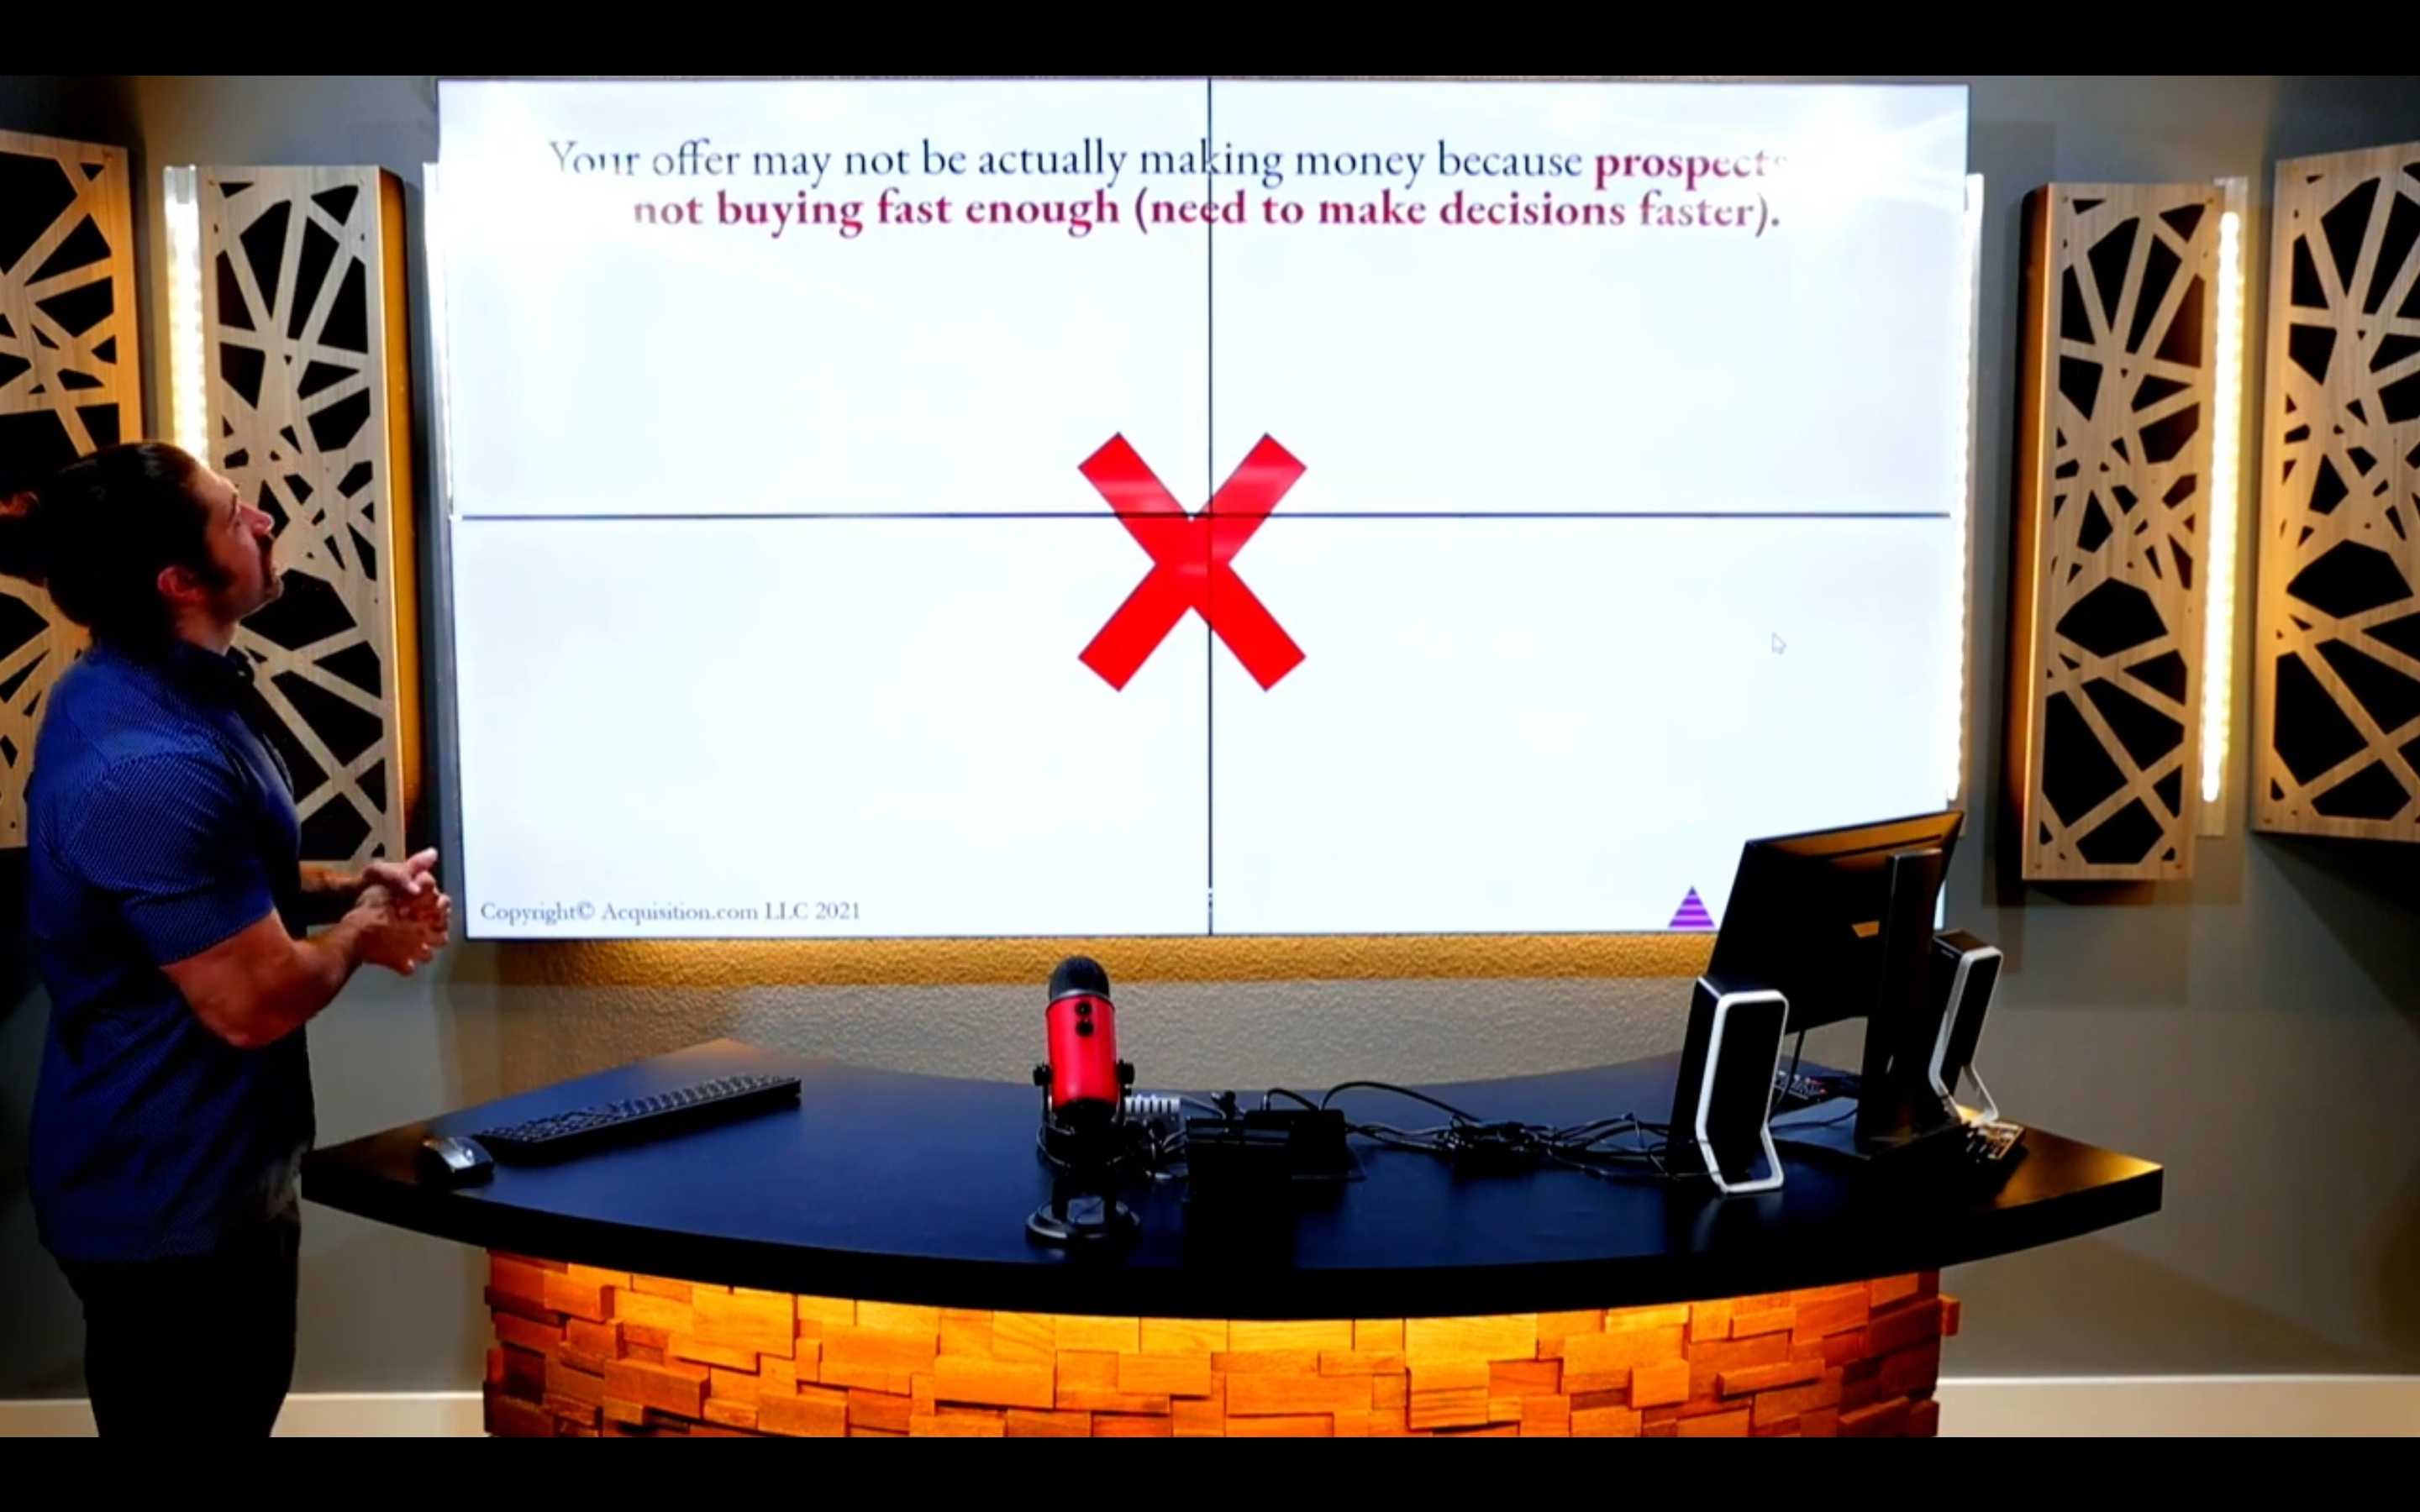 Your offer may not be actually making money because prospects
not buying fast enough (need to make decisions faster).
Copyright© Acquisition.com LLC 2021